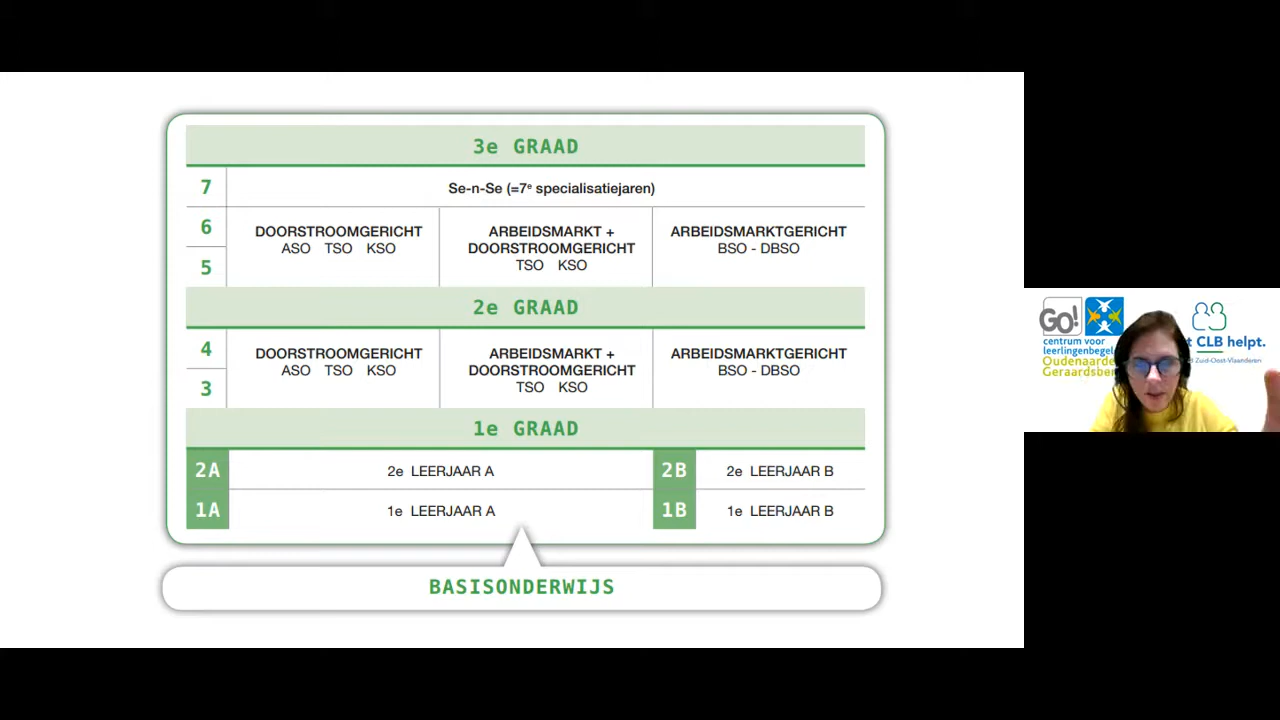 3e GRAAD
7
Se-n-Se (=7e specialisatiejaren)
6
5
DOORSTROOMGERICHT
ASO TSO KSO
ARBEIDSMARKT +
DOORSTROOMGERICHT
TSO KSO
ARBEIDSMARKTGERICHT
BSO - DBSO
2e GRAAD
4
3
DOORSTROOMGERICHT
ASO TSO KSO
ARBEIDSMARKT +
DOORSTROOMGERICHT
TSO KSO
ARBEIDSMARKTGERICHT
BSO - DBSO
1e GRAAD
2A
2e LEERJAAR A
2B
2e LEERJAAR B
1A
1e LEERJAAR A
1B
1e LEERJAAR B
BASISONDERWIJS
GO!
centrum voor
leerlingenbegel
Oudenaarde
Geraardsber
t CLB helpt.
Zuid-Oost-Vlaanderen